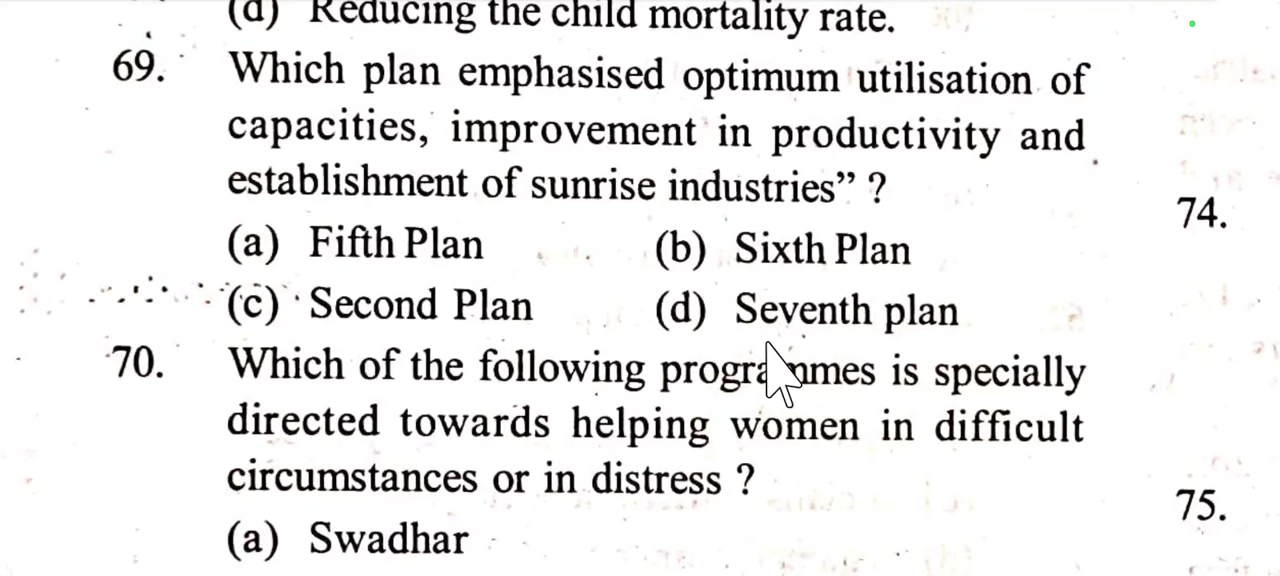 (d) Reducing the child mortality rate.
69. Which plan emphasised optimum utilisation of
capacities, improvement in productivity and
establishment of sunrise industries” ?
(a) Fifth Plan (b) Sixth Plan
(c) Second Plan (d) Seventh plan
70. Which of the following programmes is specially
directed towards helping women in difficult
circumstances or in distress ?
(a) Swadhar
74.
75.